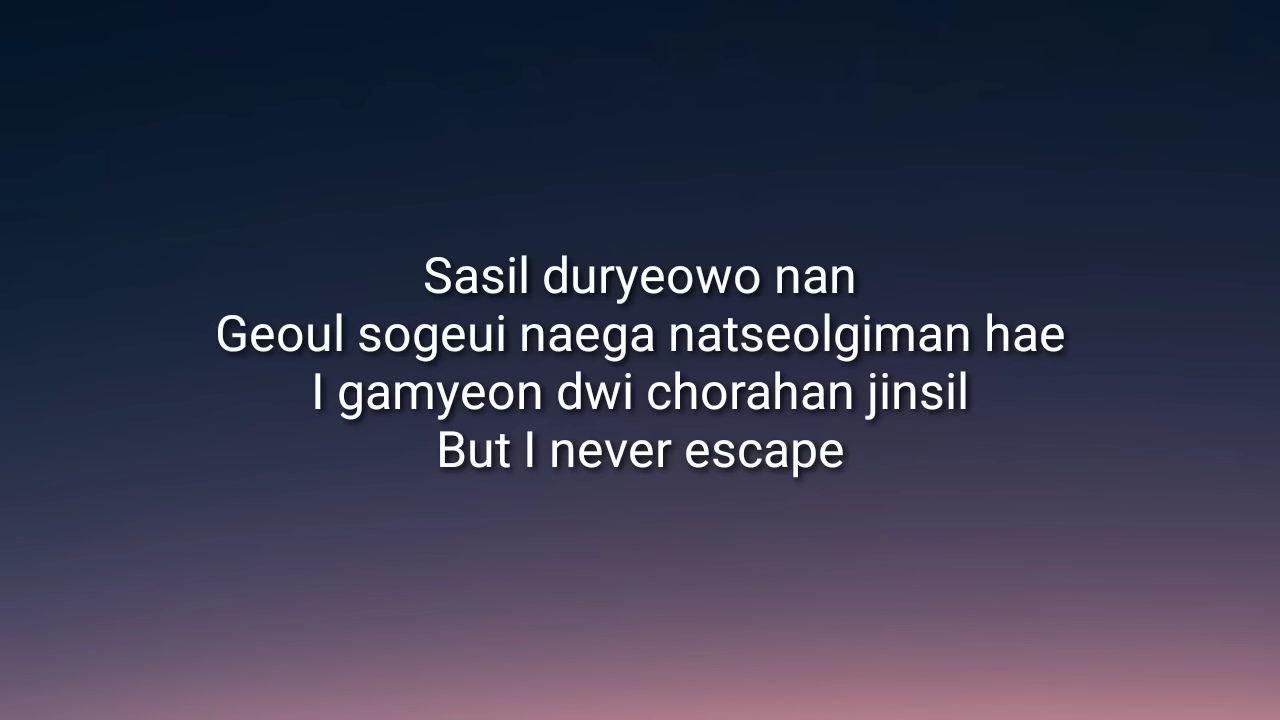 Sasil duryeowo nan
Geoul sogeui naega natseolgiman hae
I gamyeon dwi chorahan jinsil
But I never escape